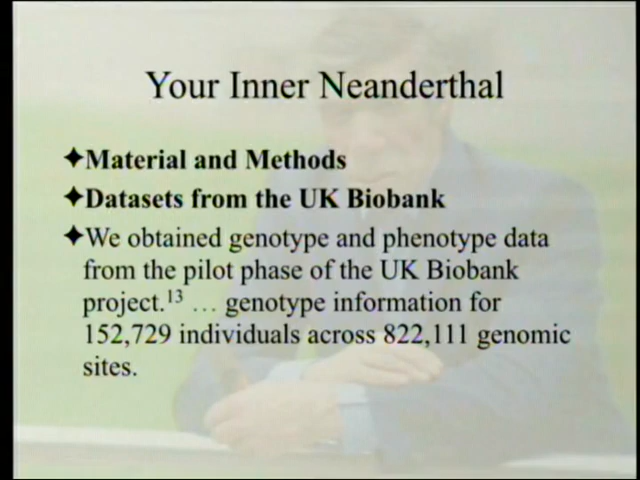 Your Inner Neanderthal
✦Material and Methods
✦Datasets from the UK Biobank
✦We obtained genotype and phenotype data
from the pilot phase of the UK Biobank
project.¹³ … genotype information for
152,729 individuals across 822,111 genomic
sites.